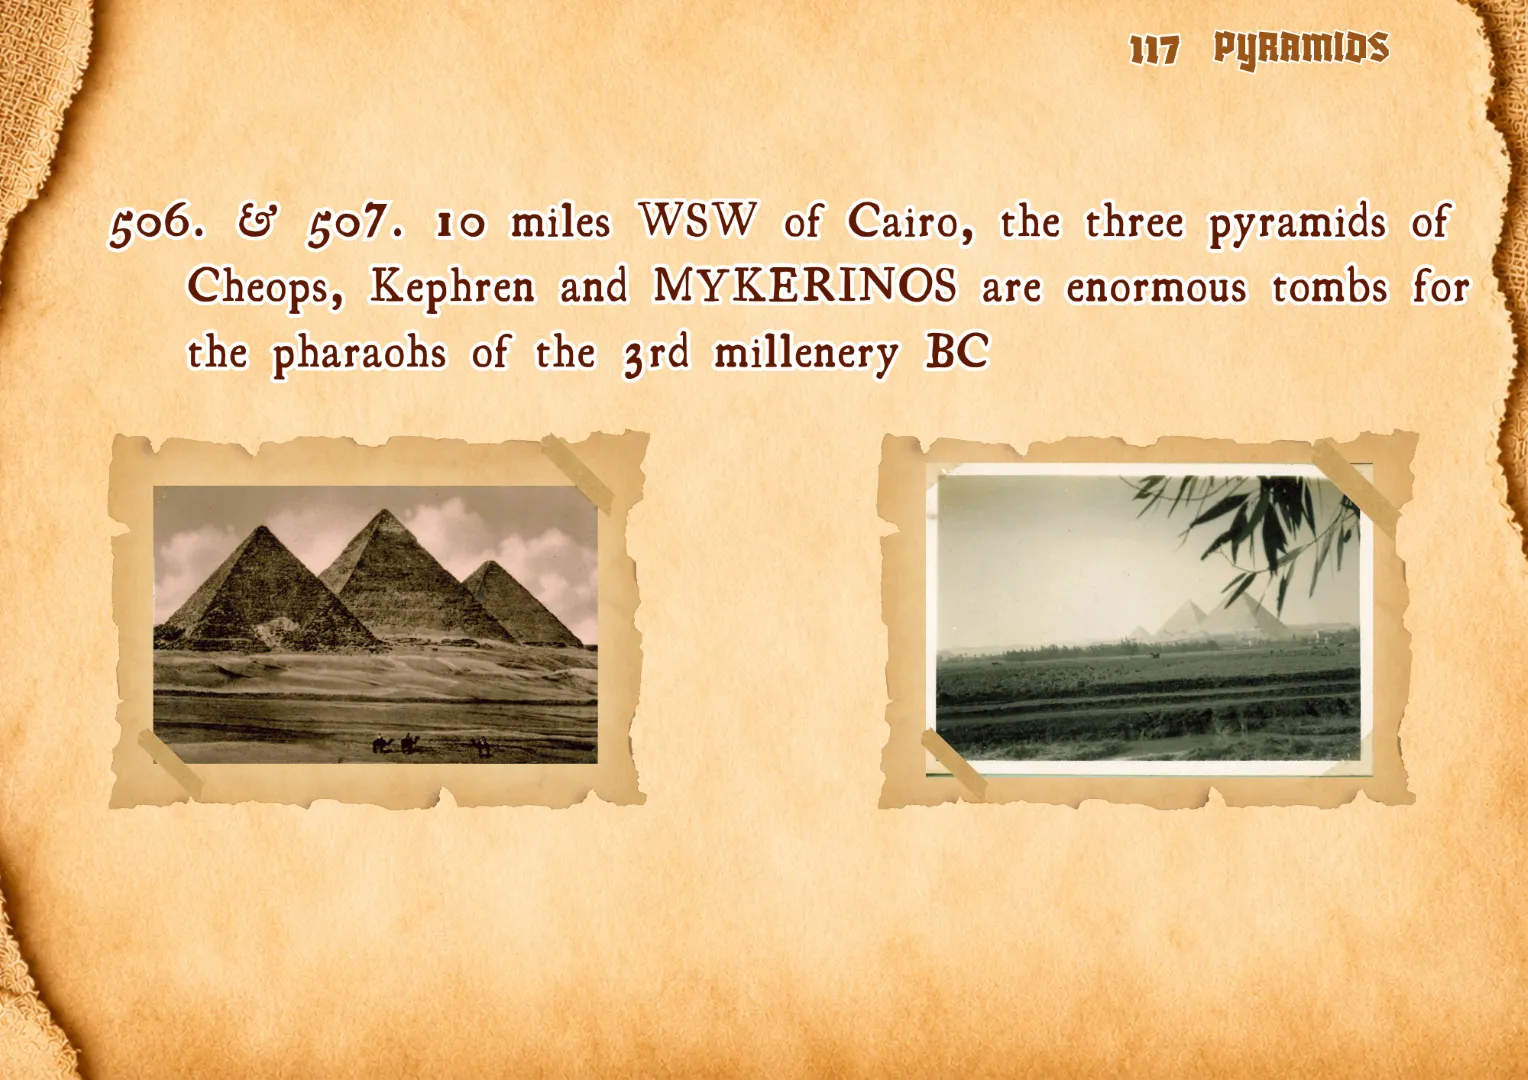 117 PYRAMIDS
506. & 507. 10 miles WSW of Cairo, the three pyramids of
Cheops, Kephren and MYKERINOS are enormous tombs for
the pharaohs of the 3rd millenery BC